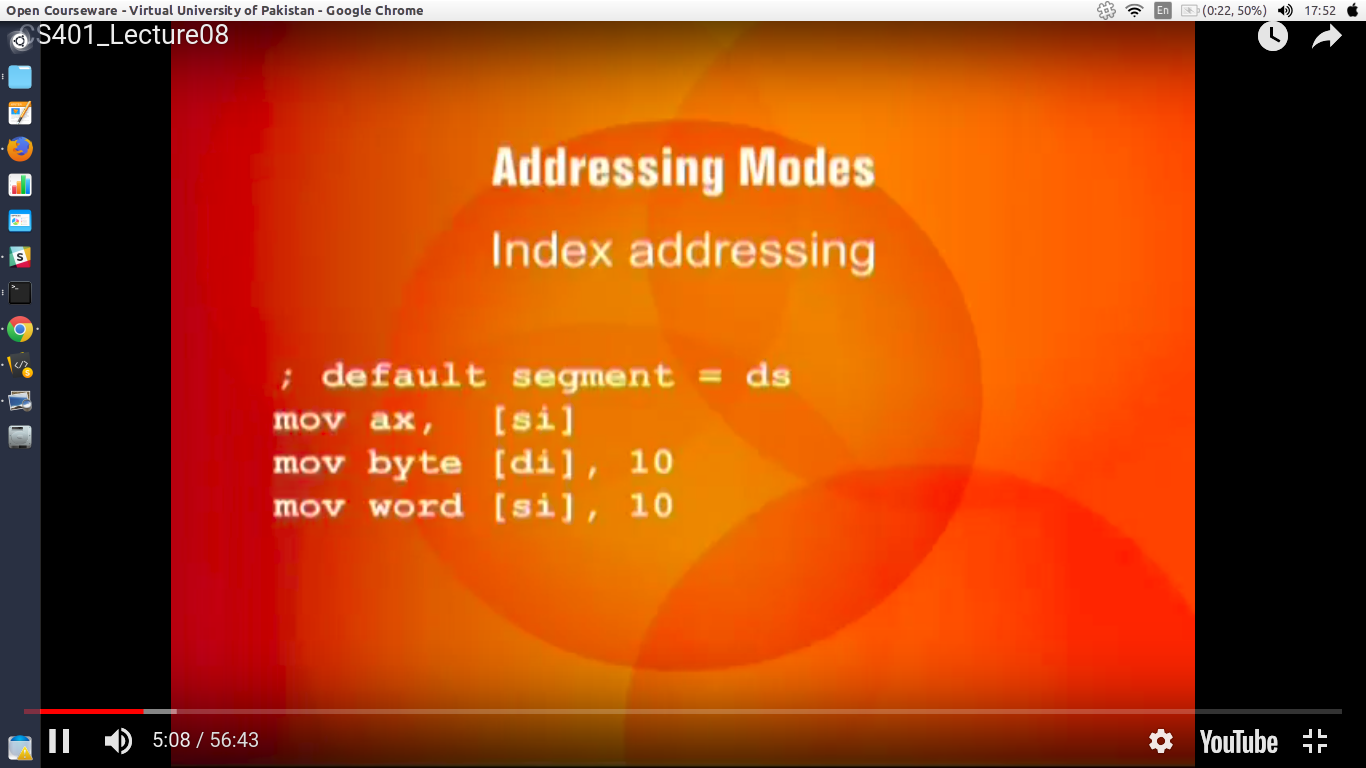 Open Courseware - Virtual University of Pakistan - Google Chrome
En
(0:22, 50%)
17:52
S401_Lecture08
Addressing Modes
Index addressing
; default segment = ds
mov ax, [si]
mov byte [di], 10
mov word [si], 10
5:08 / 56:43
YouTube